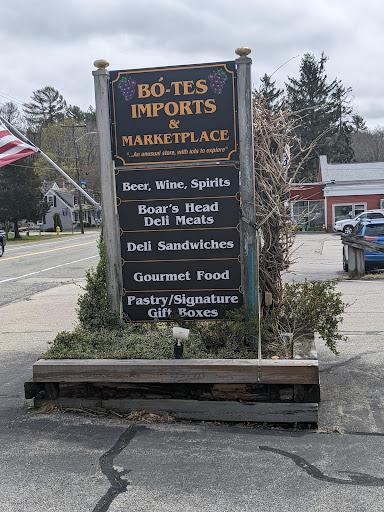 BÓ-TES
IMPORTS
&
MARKETPLACE
"...An unusual store, with lots to explore"
Beer, Wine, Spirits
Boar's Head
Deli Meats
Deli Sandwiches
Gourmet Food
Pastry/Signature
Gift Boxes